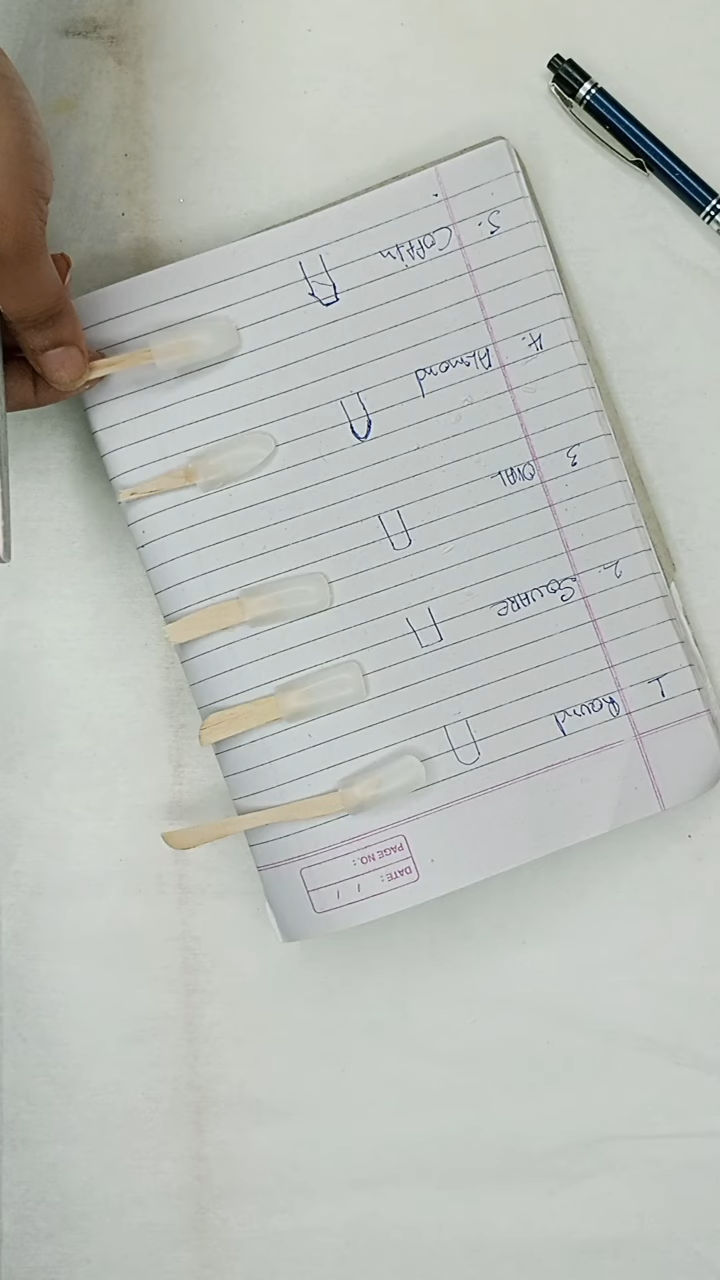 PAGE NO.:
DATE: / /
1. Round
2. SQUARE
3 OVAL
4. Almond
5. Coffin